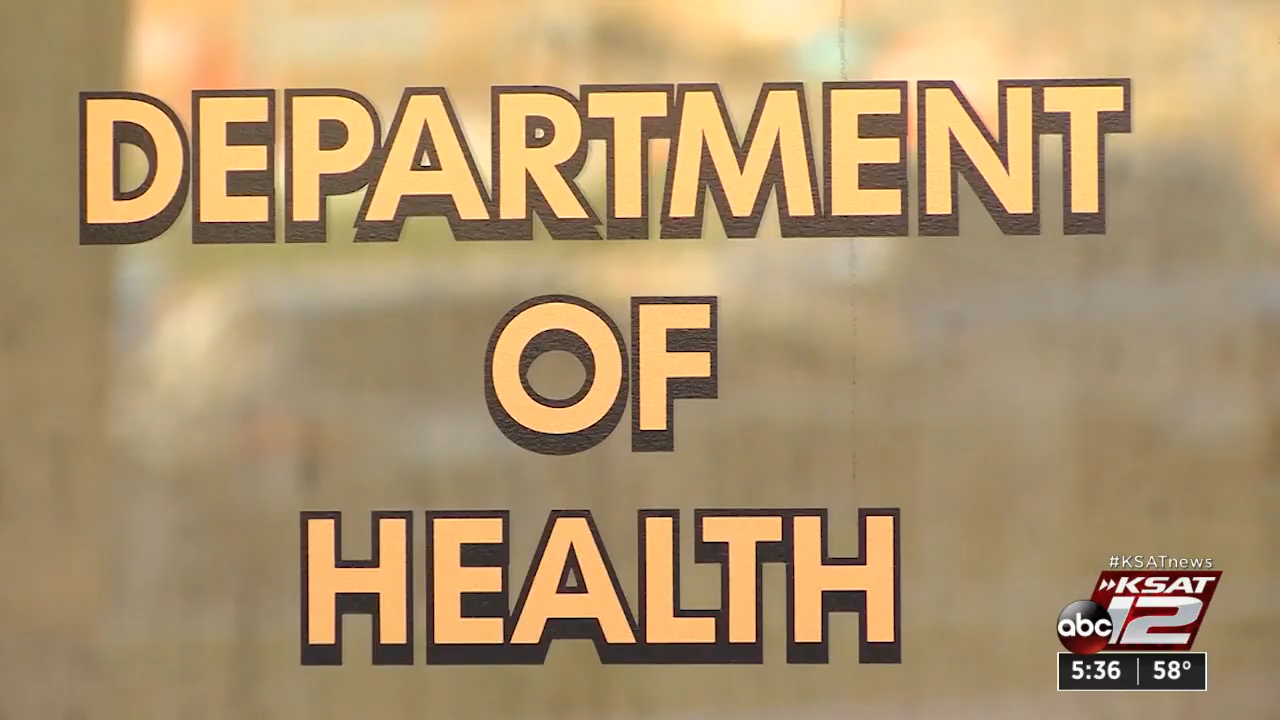 DEPARTMENT
OF
HEALTH
#KSATnews
KSAT
abc 12
5:36 58°